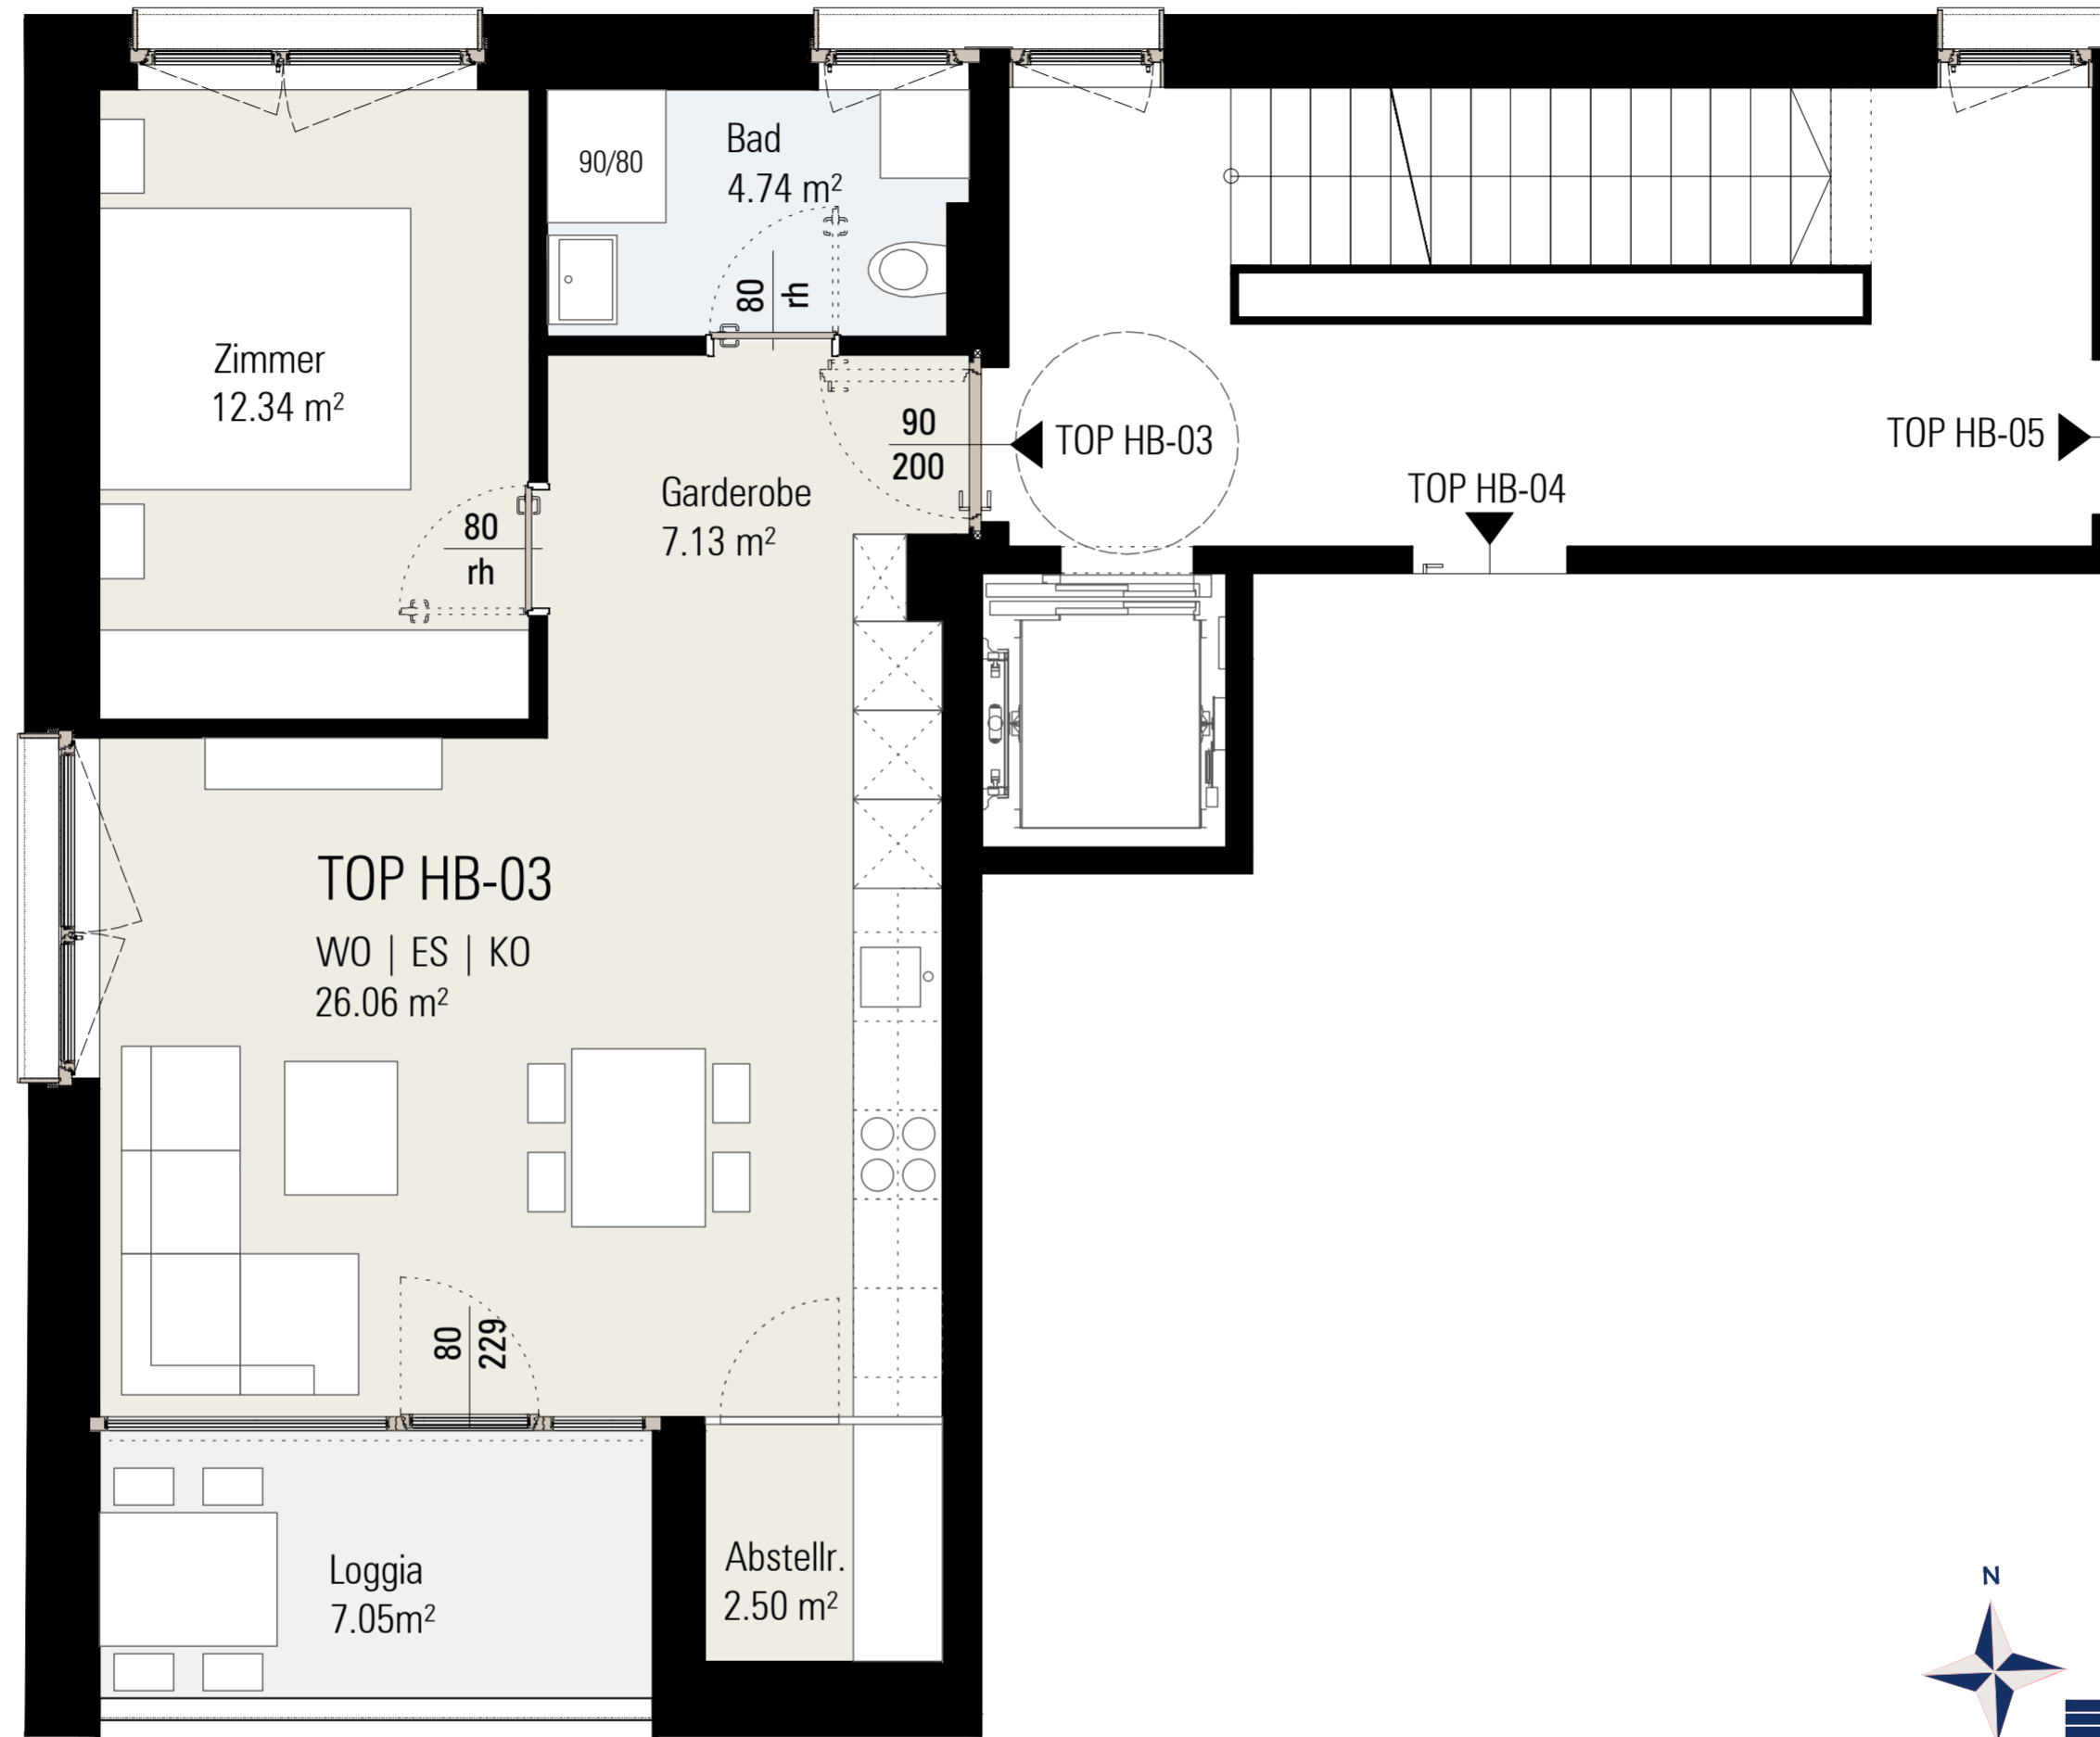 Bad
4.74 m²
90/80
80
rh
Zimmer
12.34 m²
90
200
TOP HB-03
TOP HB-05
TOP HB-04
Garderobe
7.13 m²
80
rh
TOP HB-03
WO | ES | KO
26.06 m²
80
229
Loggia
7.05m²
Abstellr.
2.50 m²
N